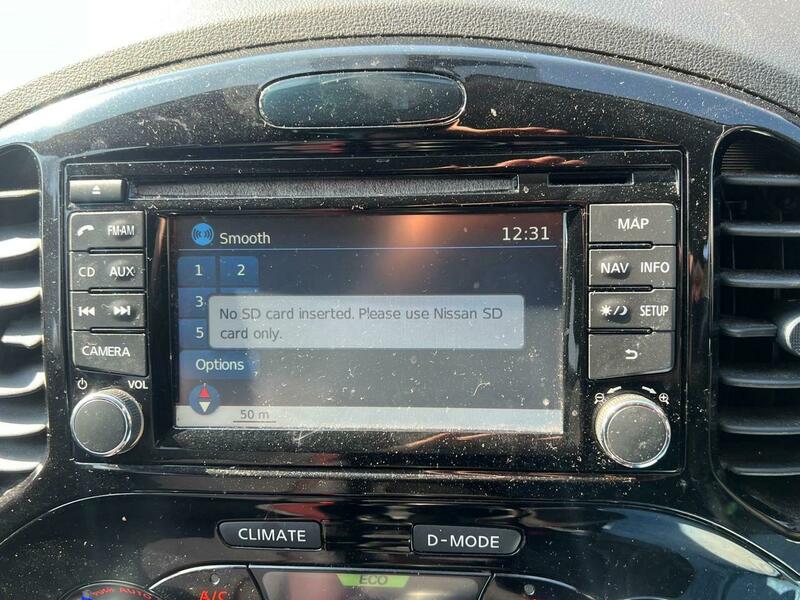 FM-AM
CD AUX
CAMERA
VOL
Smooth 12:31
1 2
3
5
No SD card inserted. Please use Nissan SD
card only.
Options
50 m
MAP
NAV INFO
SETUP
CLIMATE D-MODE
ECO
AUTO A/C